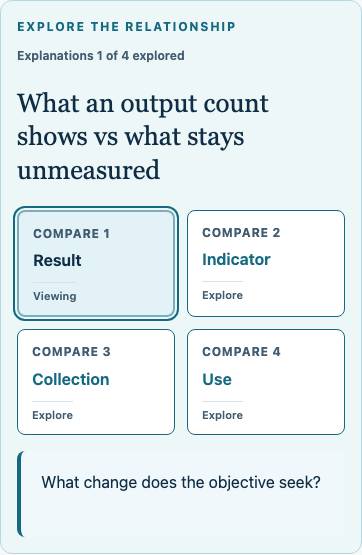 EXPLORE THE RELATIONSHIP
Explanations 1 of 4 explored
What an output count
shows vs what stays
unmeasured
COMPARE 1
Result
Viewing
COMPARE 2
Indicator
Explore
COMPARE 3
Collection
Explore
COMPARE 4
Use
Explore
What change does the objective seek?